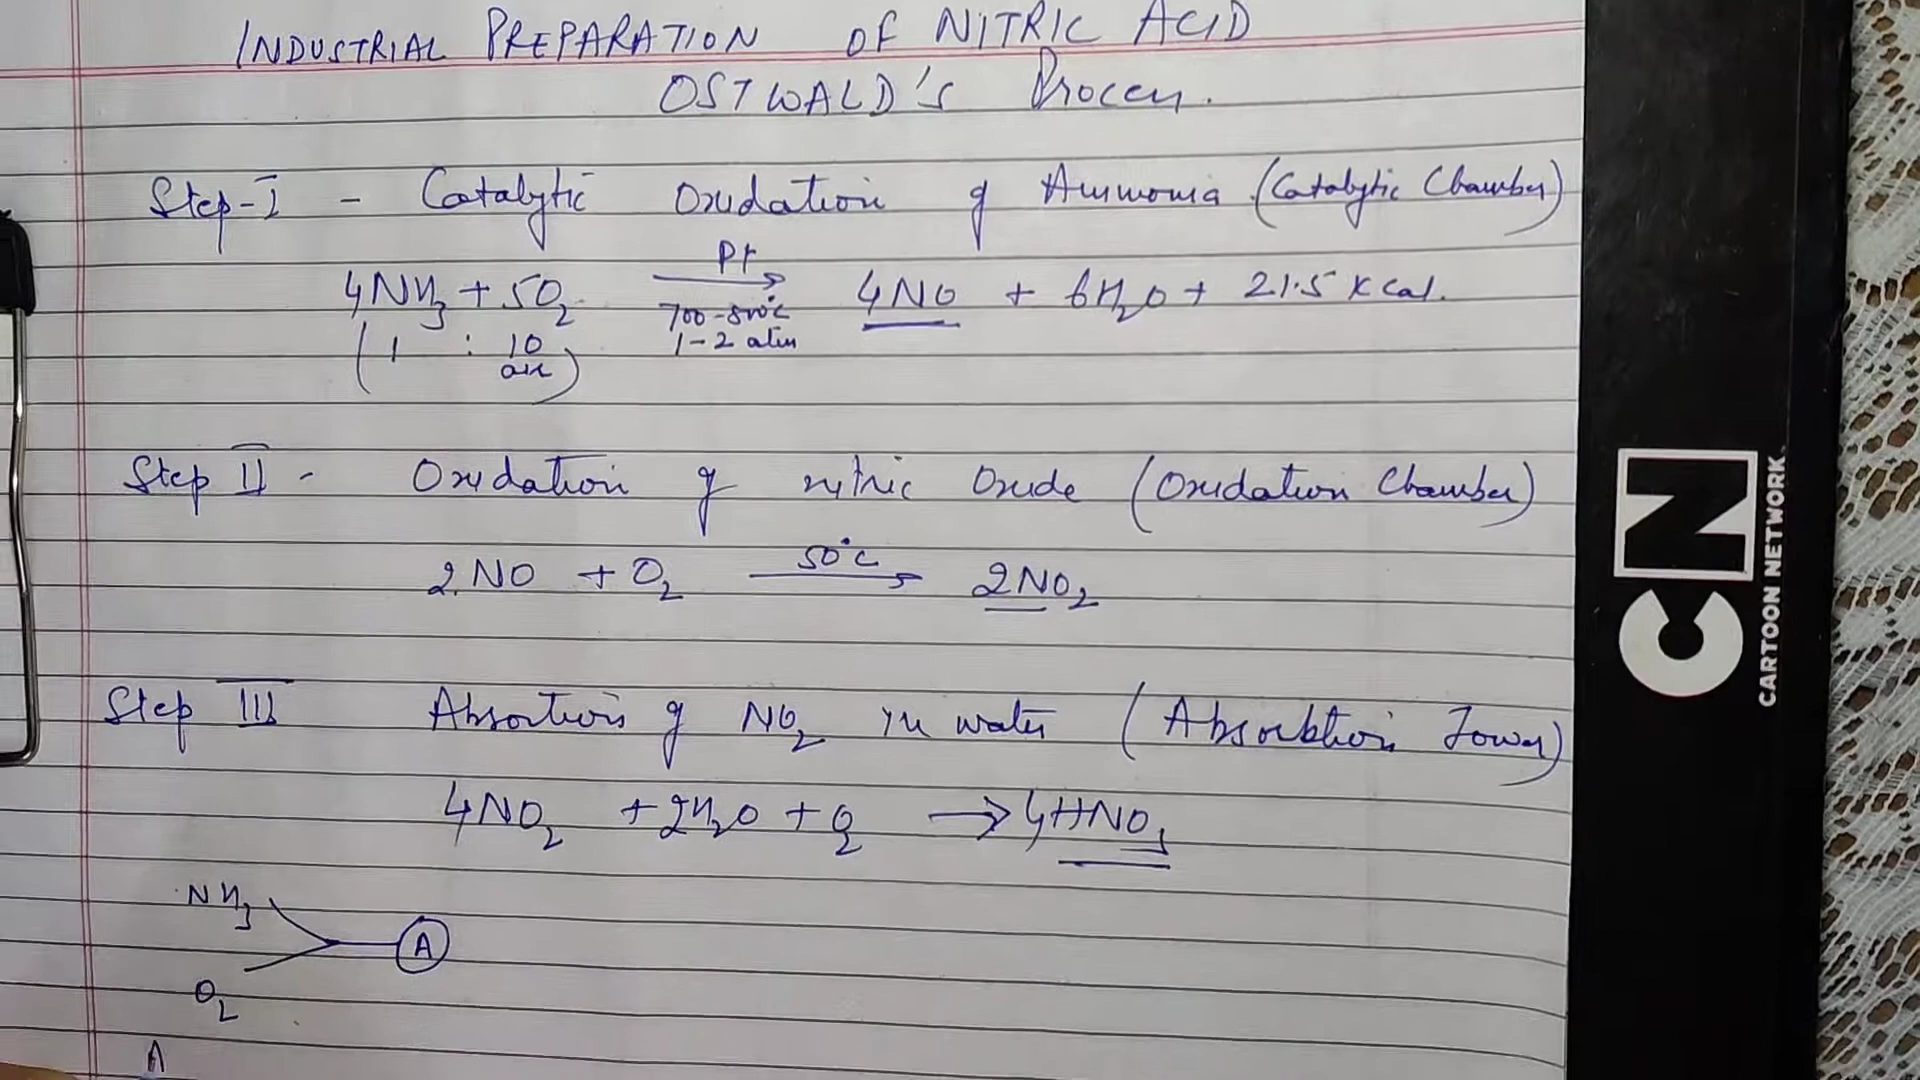 INDUSTRIAL PREPARATION OF NITRIC ACID
OSTWALD'S Process.
Step-I - Catalytic Oxidation of Ammonia (Catalytic Chamber)
4NH₃ + 5O₂ Pt → 4NO + 6H₂O + 21.5 KCal.
700-800°C
1-2 atm
(1 : 10
air)
Step II - Oxidation of nitric Oxide (Oxidation Chamber)
2NO + O₂ 50°C → 2NO₂
Step III Absortion of NO₂ in water (Absorbtion Tower)
4NO₂ + 2H₂O + O₂ → 4HNO₃
NH₃
A
O₂
A
CN
CARTOON NETWORK